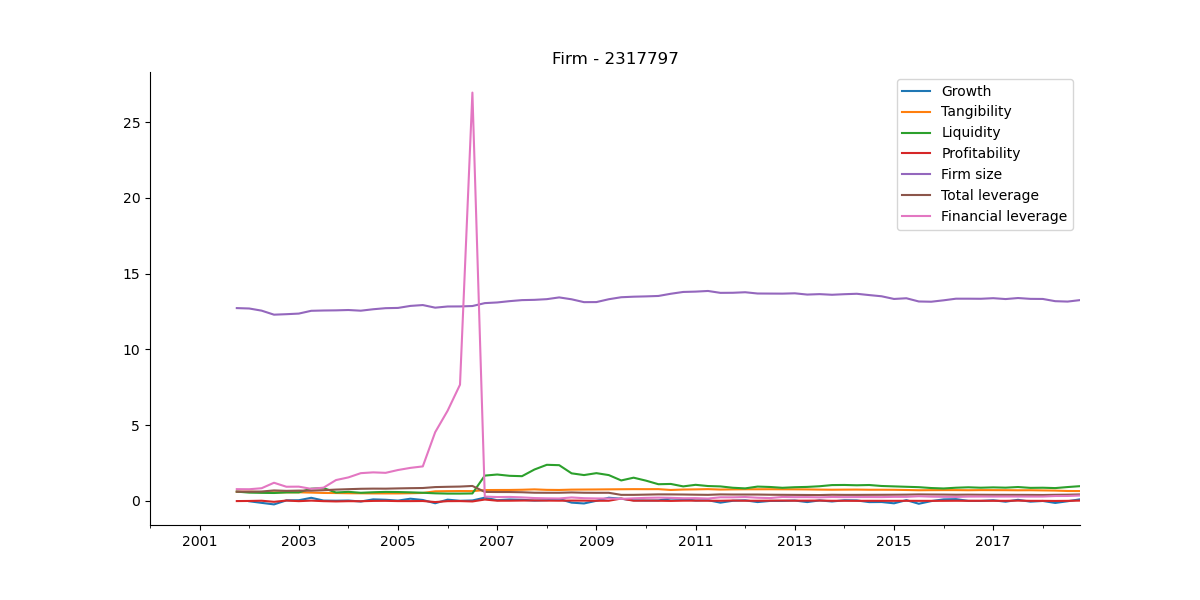 Firm - 2317797
Growth
Tangibility
Liquidity
Profitability
Firm size
Total leverage
Financial leverage
25
20
15
10
5
0
2001 2003 2005 2007 2009 2011 2013 2015 2017